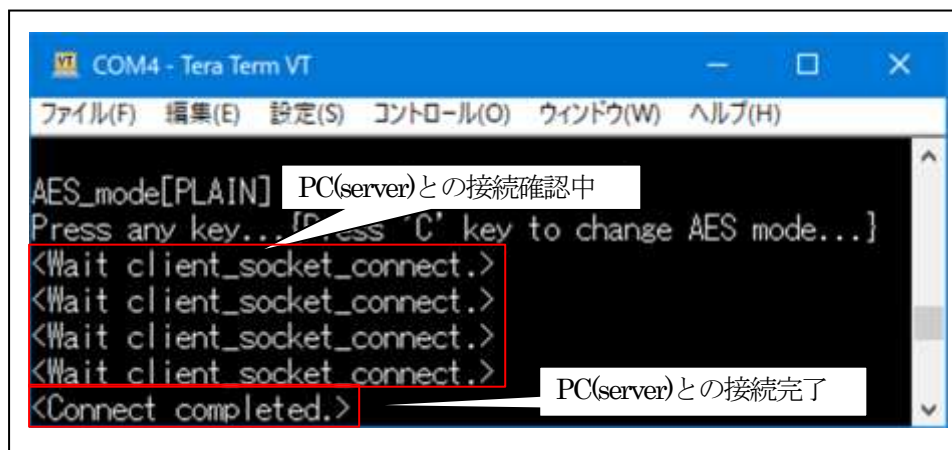 COM4 - Tera Term VT
ファイル(F) 編集(E) 設定(S) コントロール(O) ウィンドウ(W) ヘルプ(H)
AES_mode[PLAIN]
PC(server)との接続確認中
Press any key...{Press 'C' key to change AES mode...}
<Wait client_socket_connect.>
<Wait client_socket_connect.>
<Wait client_socket_connect.>
<Wait client_socket_connect.>
PC(server)との接続完了
<Connect completed.>